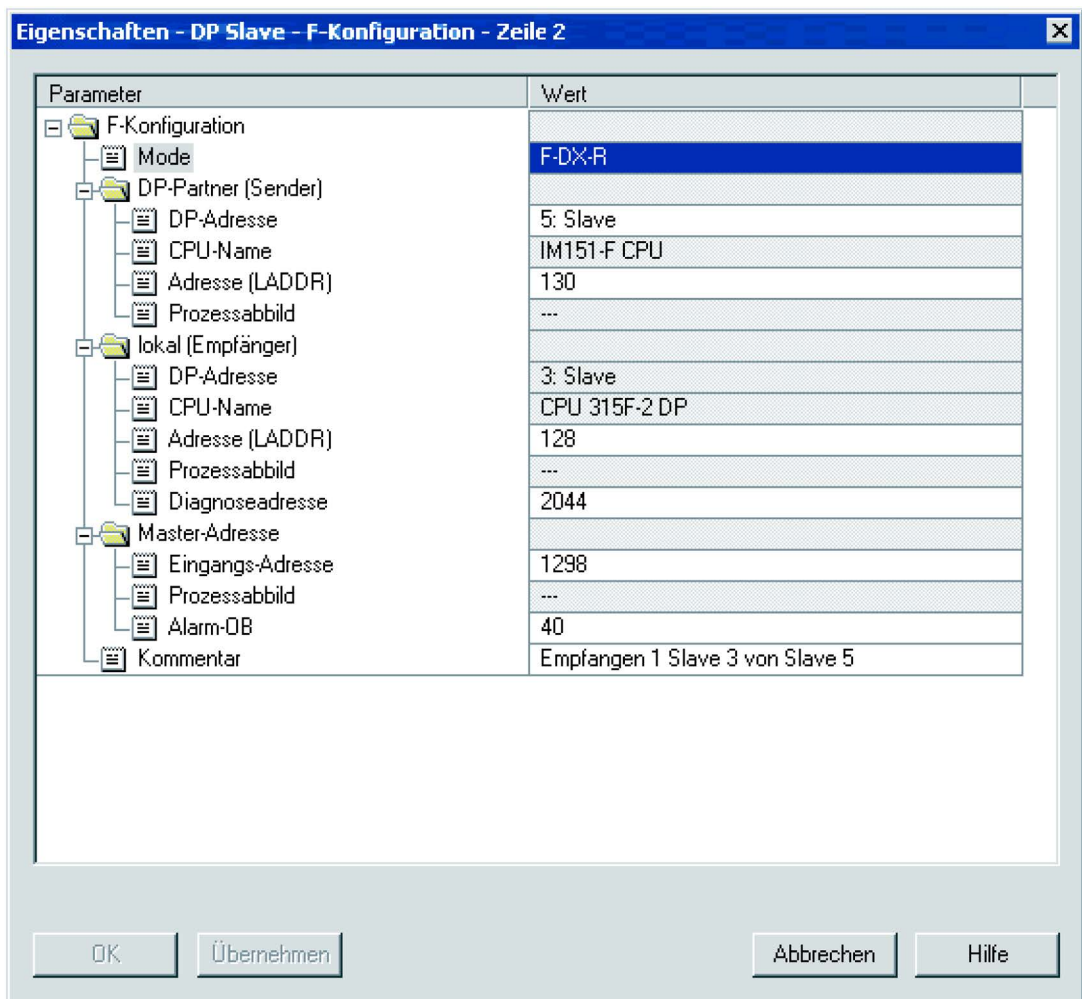 Eigenschaften - DP Slave - F-Konfiguration - Zeile 2
Parameter Wert
F-Konfiguration
Mode F-DX-R
DP-Partner (Sender)
DP-Adresse 5: Slave
CPU-Name IM151-F CPU
Adresse (LADDR) 130
Prozessabbild ---
lokal (Empfänger)
DP-Adresse 3: Slave
CPU-Name CPU 315F-2 DP
Adresse (LADDR) 128
Prozessabbild ---
Diagnoseadresse 2044
Master-Adresse
Eingangs-Adresse 1298
Prozessabbild ---
Alarm-OB 40
Kommentar Empfangen 1 Slave 3 von Slave 5
OK Übernehmen Abbrechen Hilfe